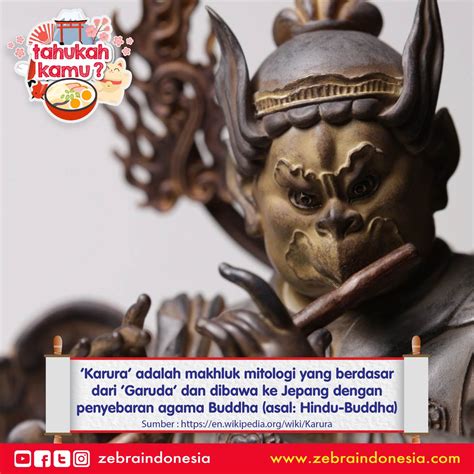 tahukah
kamu?
'Karura' adalah makhluk mitologi yang berdasar
dari 'Garuda' dan dibawa ke Jepang dengan
penyebaran agama Buddha (asal: Hindu-Buddha)
Sumber : https://en.wikipedia.org/wiki/Karura
zebraindonesia
www.zebraindonesia.com